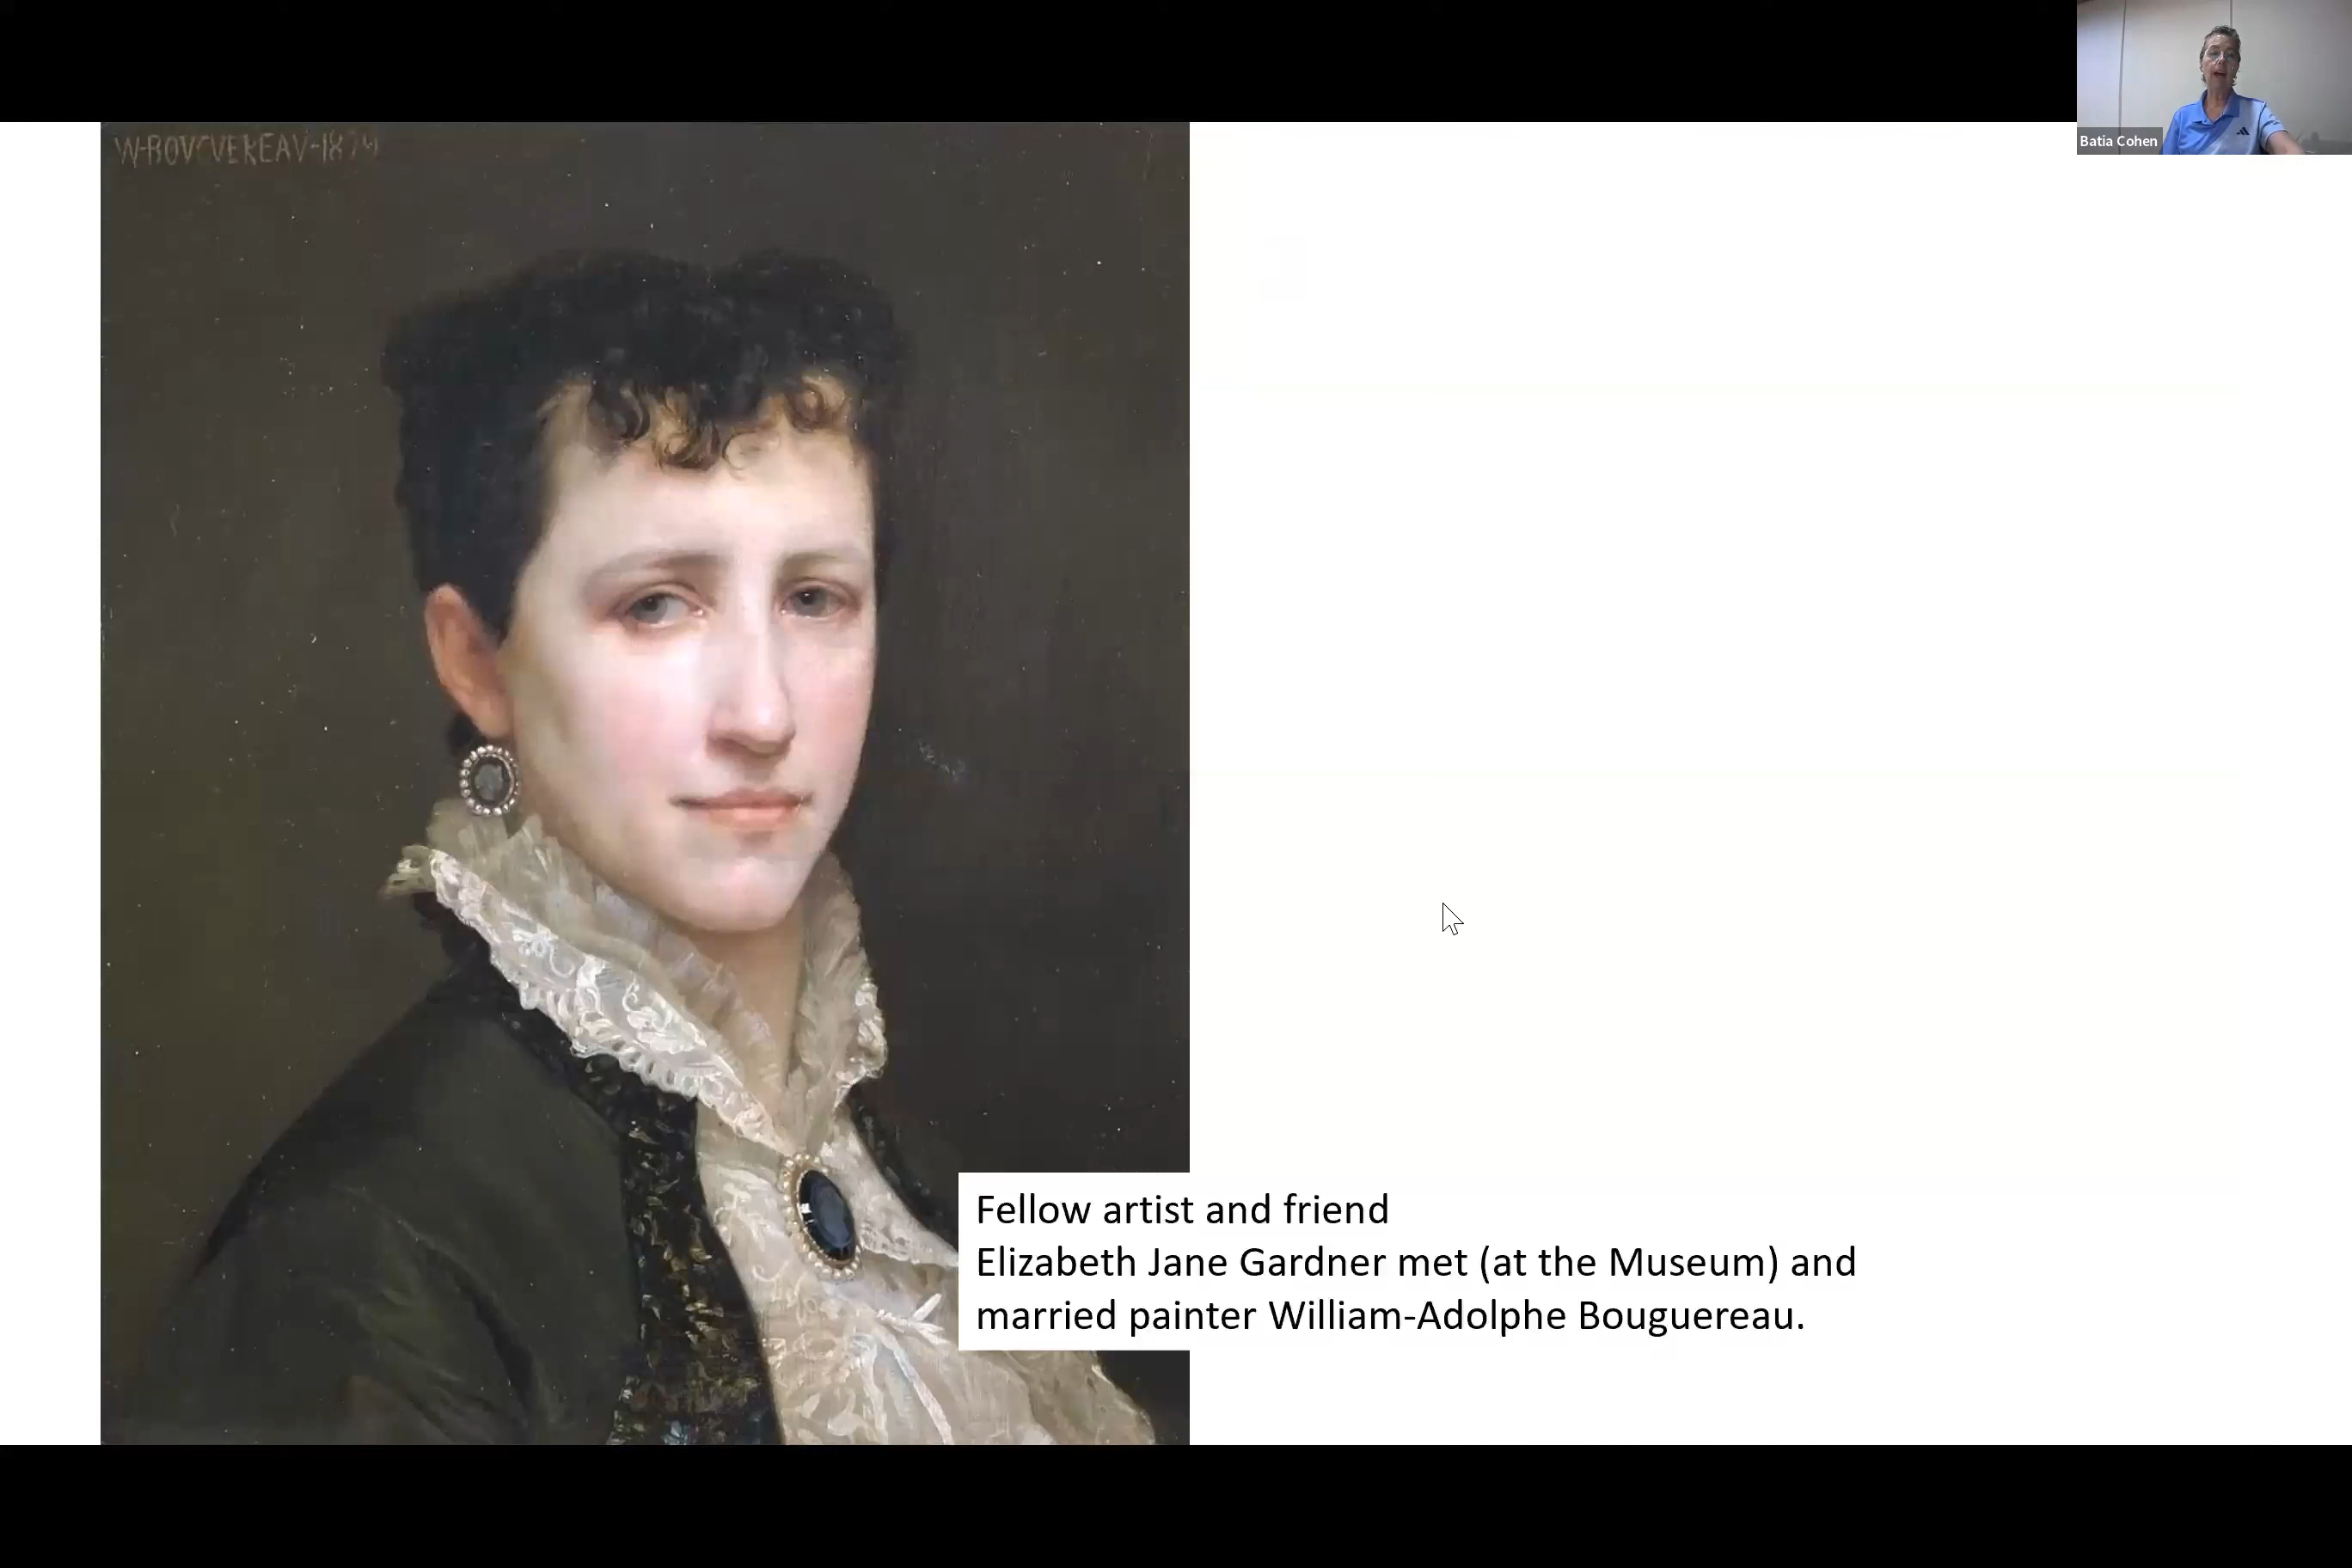 W-BOVGVEREAV-1879
Batia Cohen
Fellow artist and friend
Elizabeth Jane Gardner met (at the Museum) and
married painter William-Adolphe Bouguereau.